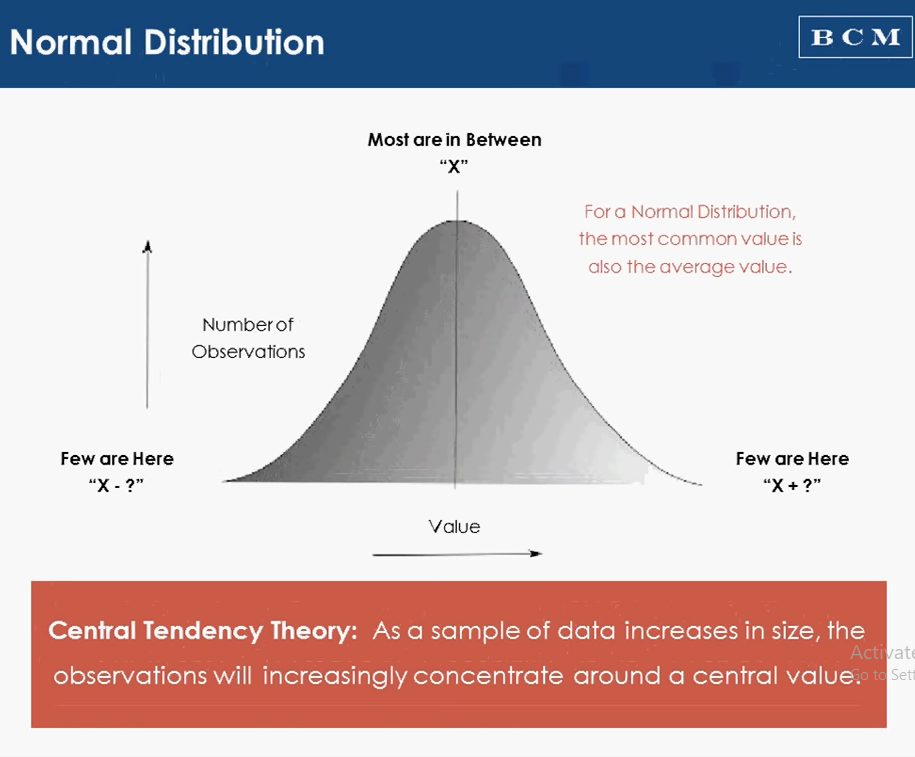 Normal Distribution
B C M
Most are in Between
“X”
For a Normal Distribution,
the most common value is
also the average value.
Number of
Observations
Few are Here
“X - ?”
Few are Here
“X + ?”
Value
Central Tendency Theory: As a sample of data increases in size, the
observations will increasingly concentrate around a central value.
Activate
Go to Sett